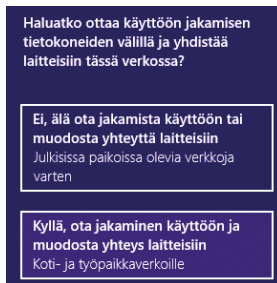 Haluatko ottaa käyttöön jakamisen
tietokoneiden välillä ja yhdistää
laitteisiin tässä verkossa?
Ei, älä ota jakamista käyttöön tai
muodosta yhteyttä laitteisiin
Julkisissa paikoissa olevia verkkoja
varten
Kyllä, ota jakaminen käyttöön ja
muodosta yhteys laitteisiin
Koti- ja työpaikkaverkoille